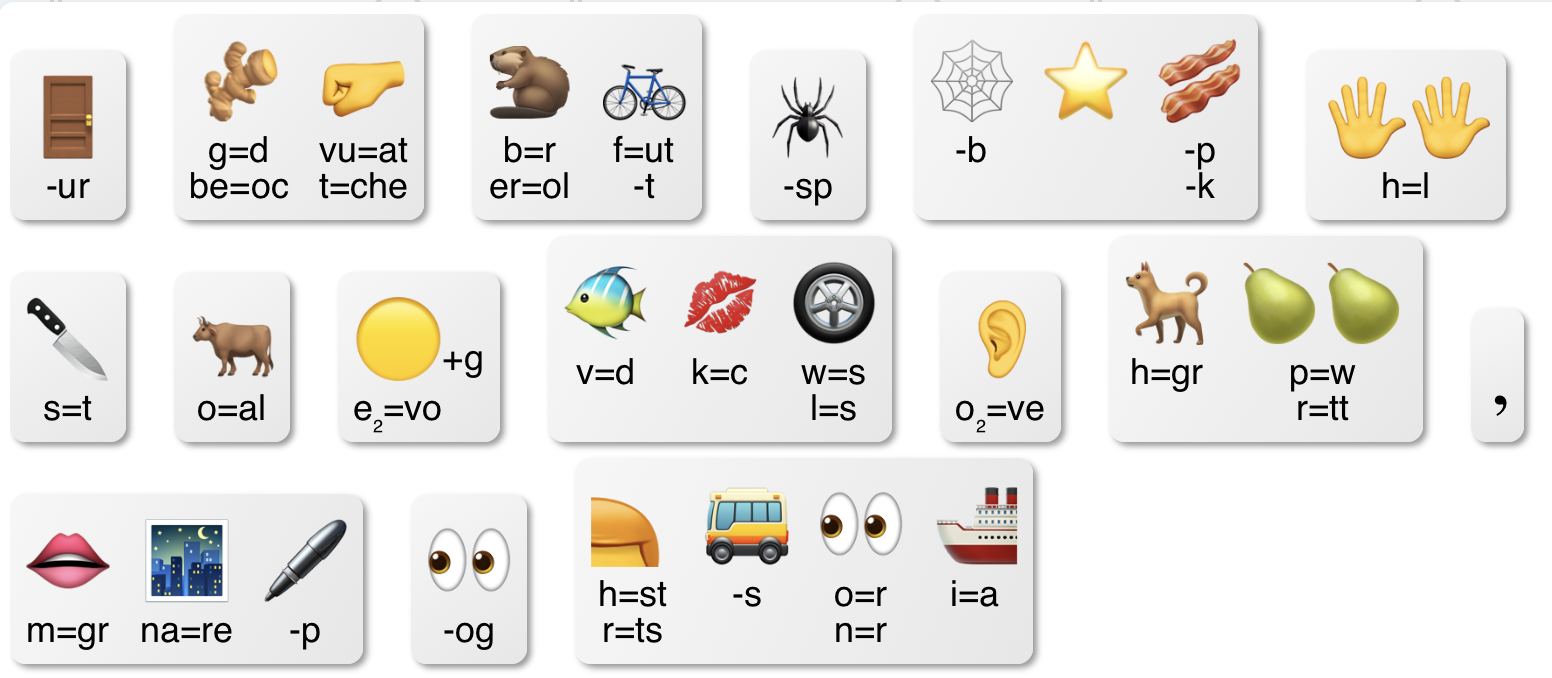 g=d vu=at b=r f=ut -b -p
-ur be=oc t=che er=ol -t -sp -k h=l
+g v=d k=c w=s h=gr p=w
s=t o=al e₂=vo l=s o₂=ve r=tt ,
h=st -s o=r i=a
m=gr na=re -p -og r=ts n=r